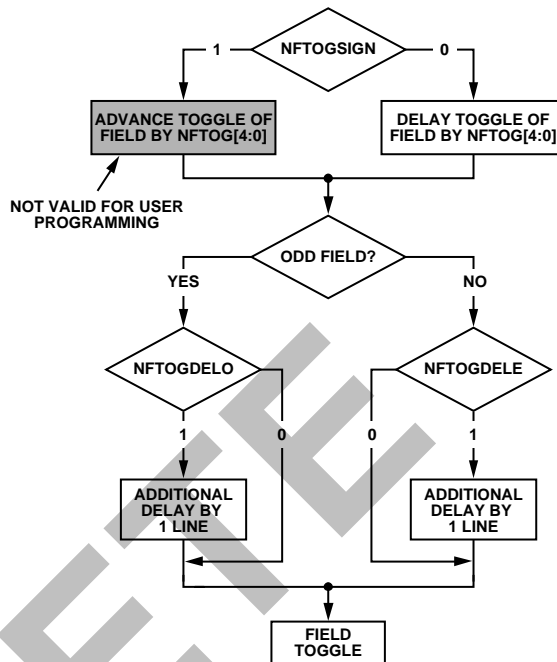 NFTOGSIGN
1
0
ADVANCE TOGGLE OF
FIELD BY NFTOG[4:0]
DELAY TOGGLE OF
FIELD BY NFTOG[4:0]
NOT VALID FOR USER
PROGRAMMING
ODD FIELD?
YES
NO
NFTOGDELO
NFTOGDELE
1
0
0
1
ADDITIONAL
DELAY BY
1 LINE
ADDITIONAL
DELAY BY
1 LINE
FIELD
TOGGLE
ETE